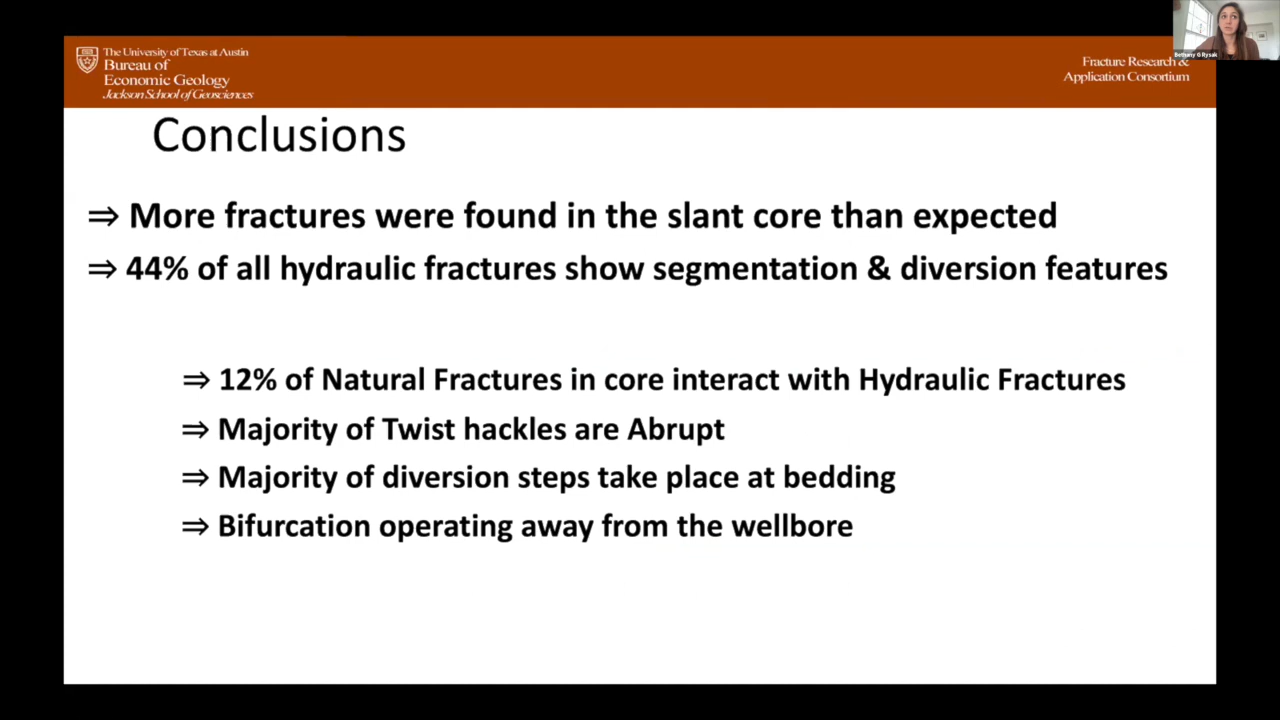 The University of Texas at Austin
Bureau of
Economic Geology
Jackson School of Geosciences
Fracture Research &
Application Consortium
Bethany G Rysak
Conclusions
⇒ More fractures were found in the slant core than expected
⇒ 44% of all hydraulic fractures show segmentation & diversion features
⇒ 12% of Natural Fractures in core interact with Hydraulic Fractures
⇒ Majority of Twist hackles are Abrupt
⇒ Majority of diversion steps take place at bedding
⇒ Bifurcation operating away from the wellbore